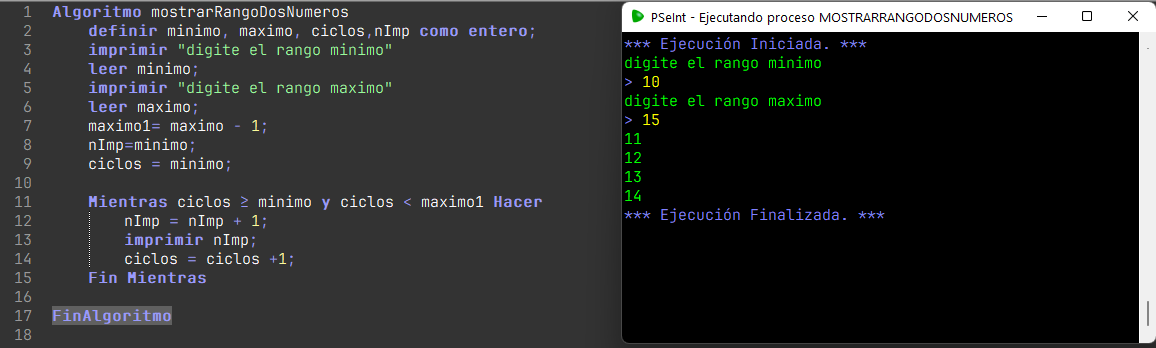 1 Algoritmo mostrarRangoDosNumeros
2 definir minimo, maximo, ciclos,nImp como entero;
3 imprimir "digite el rango minimo"
4 leer minimo;
5 imprimir "digite el rango maximo"
6 leer maximo;
7 maximo1= maximo - 1;
8 nImp=minimo;
9 ciclos = minimo;
10
11 Mientras ciclos ≥ minimo y ciclos < maximo1 Hacer
12 nImp = nImp + 1;
13 imprimir nImp;
14 ciclos = ciclos +1;
15 Fin Mientras
16
17 FinAlgoritmo
18
PSeInt - Ejecutando proceso MOSTRARRANGODOSNUMEROS
*** Ejecución Iniciada. ***
digite el rango minimo
> 10
digite el rango maximo
> 15
11
12
13
14
*** Ejecución Finalizada. ***